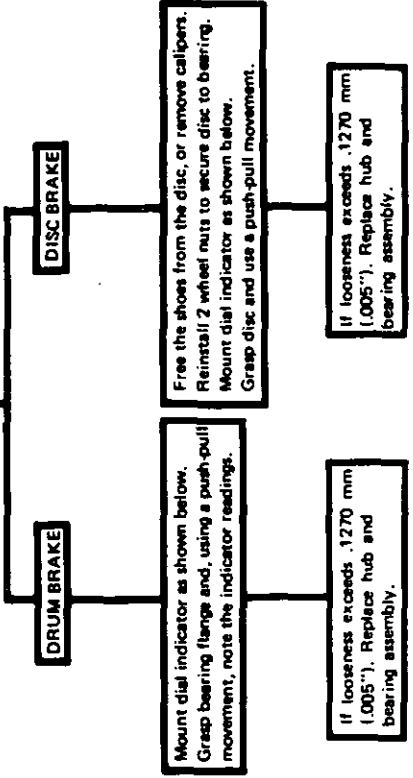 DRUM BRAKE
Mount dial indicator as shown below.
Grasp bearing flange and, using a push-pull
movement, note the indicator readings.
If looseness exceeds .1270 mm
(.005"). Replace hub and
bearing assembly.
DISC BRAKE
Free the shoes from the disc, or remove calipers.
Reinstall 2 wheel nuts to secure disc to bearing.
Mount dial indicator as shown below.
Grasp disc and use a push-pull movement.
If looseness exceeds .1270 mm
(.005"). Replace hub and
bearing assembly.